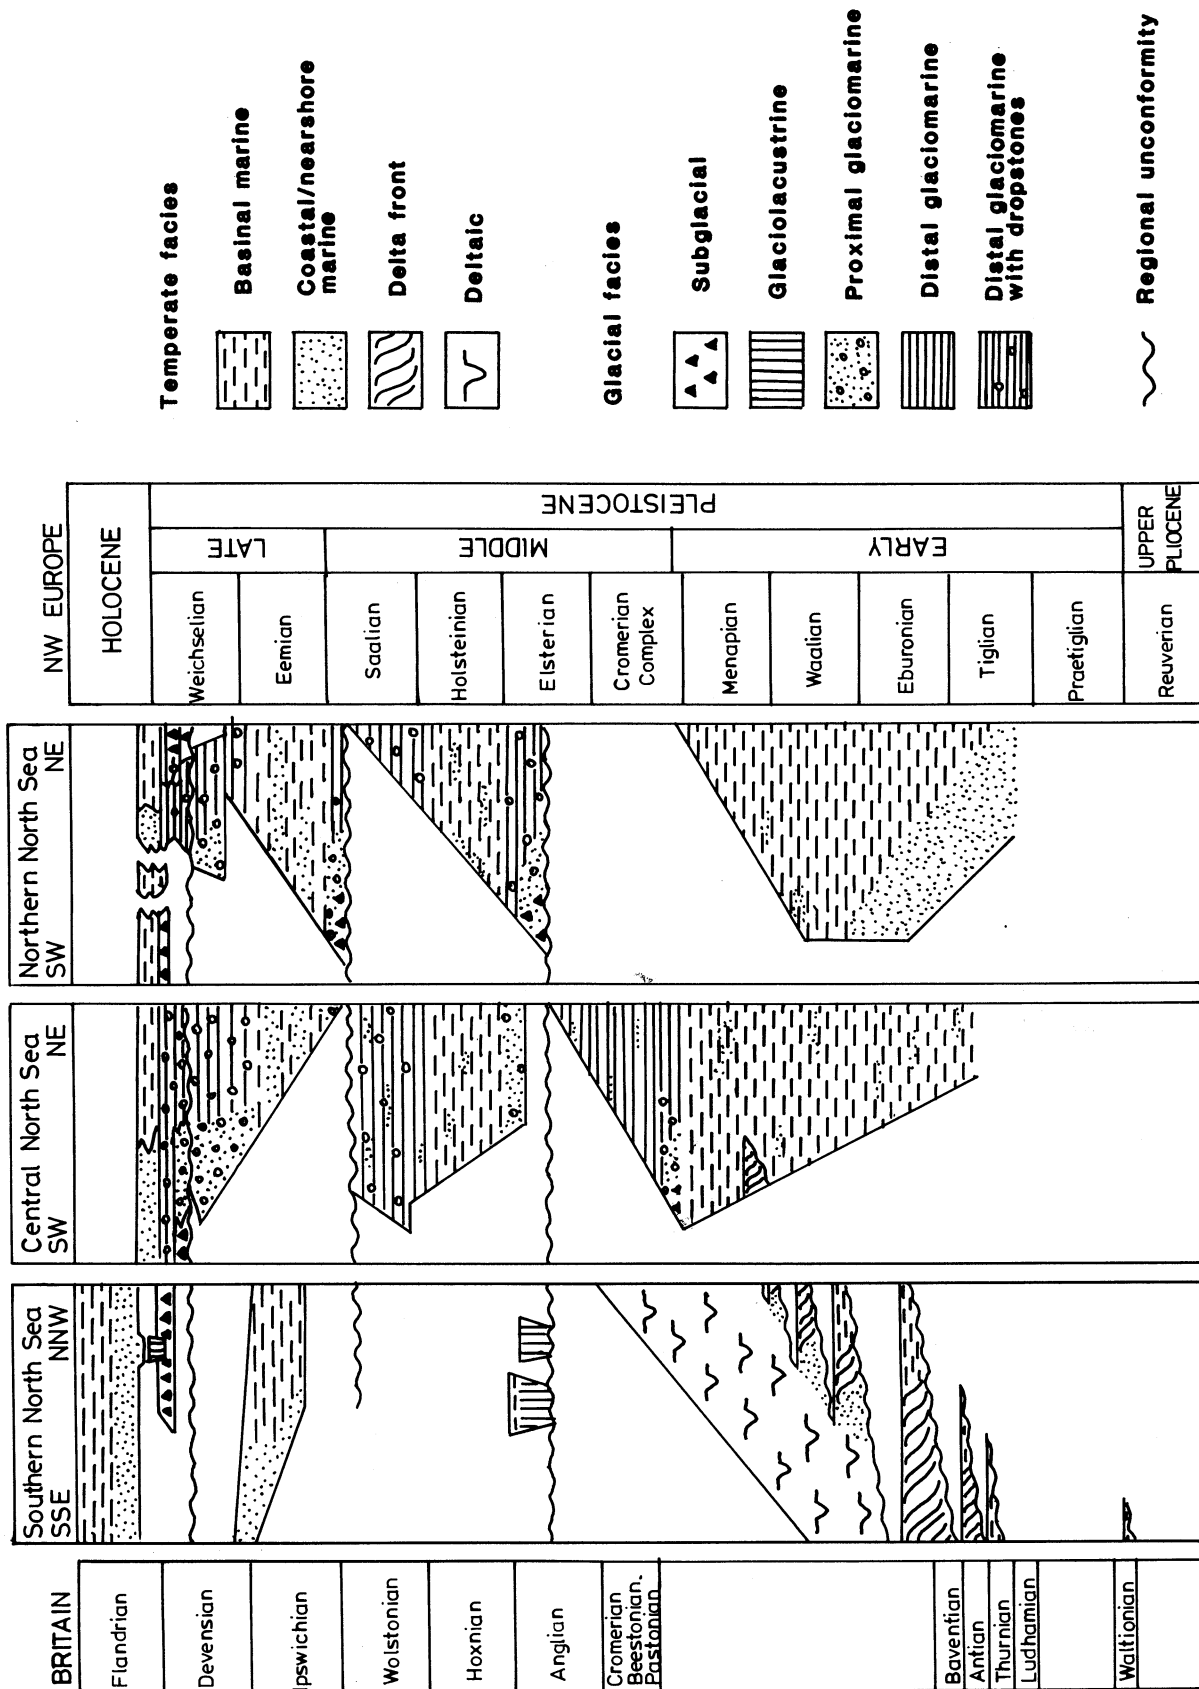 BRITAIN
Flandrian
Devensian
Ipswichian
Wolstonian
Hoxnian
Anglian
Cromerian
Beestonian-
Pastonian
Baventian
Antian
Thurnian
Ludhamian
Waltionian
Southern North Sea
SSE NNW
Central North Sea
SW NE
Northern North Sea
SW NE
NW EUROPE
HOLOCENE
Weichselian
Eemian
Saalian
Holsteinian
Elsterian
Cromerian
Complex
Menapian
Waalian
Eburonian
Tiglian
Praetiglian
Reuverian
LATE
MIDDLE
EARLY
PLEISTOCENE
UPPER
PLIOCENE
Temperate facies
Basinal marine
Coastal/nearshore
marine
Delta front
Deltaic
Glacial facies
Subglacial
Glaciolacustrine
Proximal glaciomarine
Distal glaciomarine
Distal glaciomarine
with dropstones
Regional unconformity